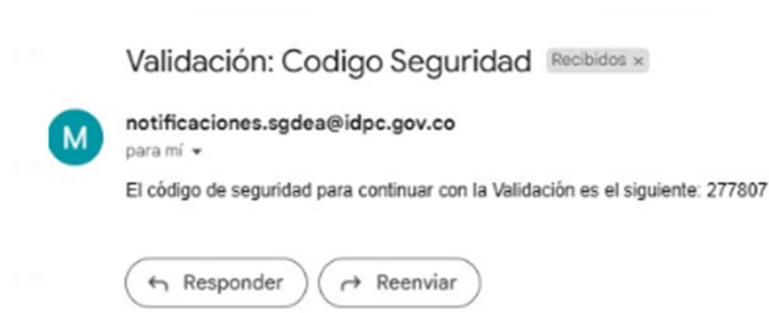 Validación: Codigo Seguridad Recibidos ×
M
notificaciones.sgdea@idpc.gov.co
para mí
El código de seguridad para continuar con la Validación es el siguiente: 277807
Responder Reenviar